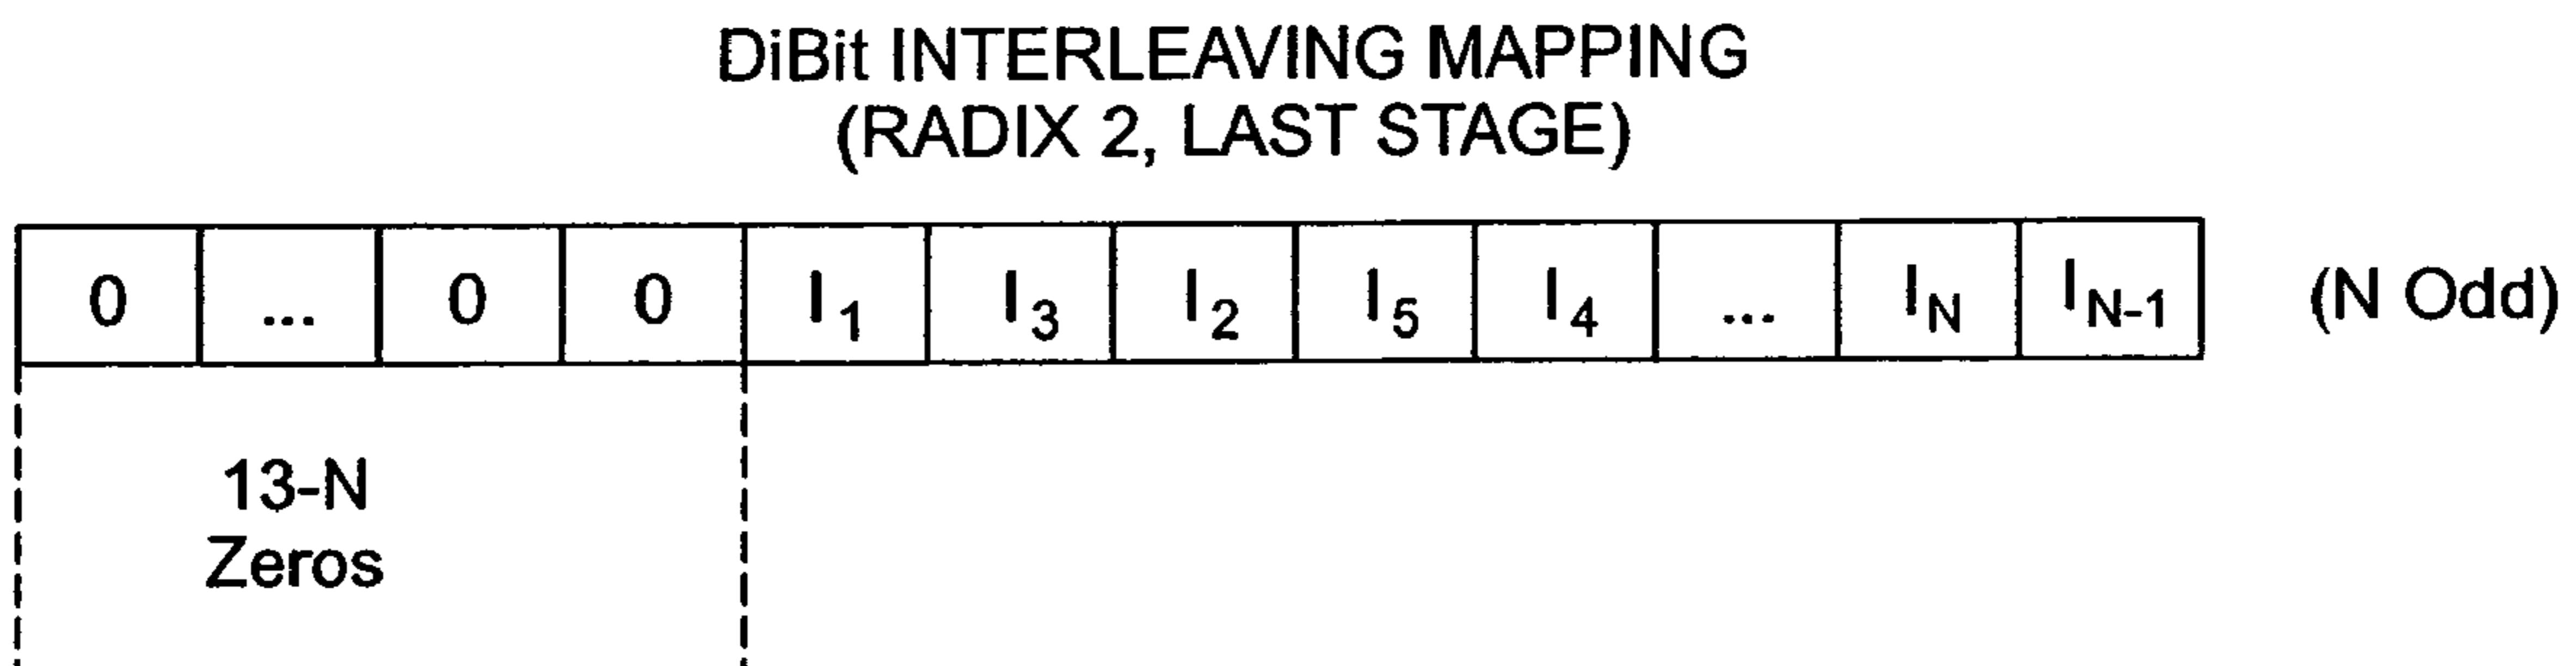 DiBit INTERLEAVING MAPPING
(RADIX 2, LAST STAGE)
0 ... 0 0 I1 I3 I2 I5 I4 ... IN IN-1 (N Odd)
13-N
Zeros